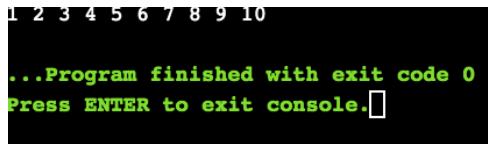 1 2 3 4 5 6 7 8 9 10
...Program finished with exit code 0
Press ENTER to exit console.